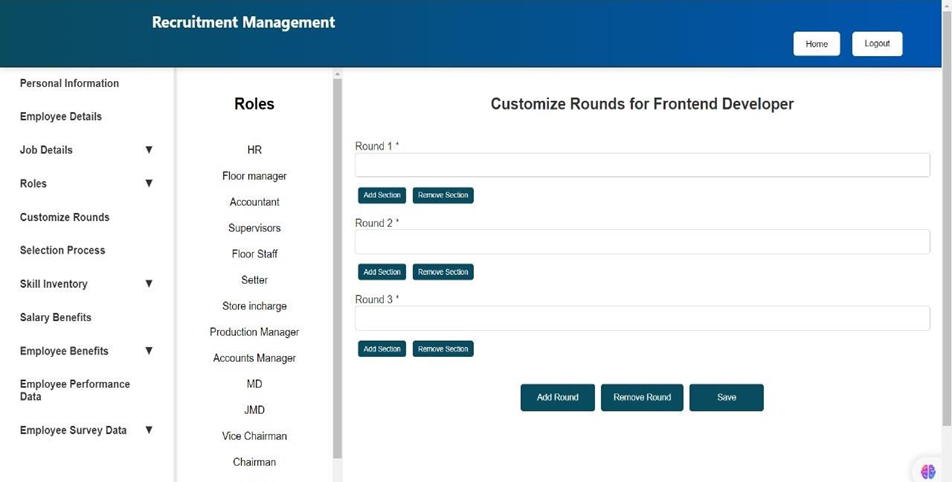 Recruitment Management
Home
Logout
Personal Information
Employee Details
Job Details
Roles
Customize Rounds
Selection Process
Skill Inventory
Salary Benefits
Employee Benefits
Employee Performance
Data
Employee Survey Data
Roles
HR
Floor manager
Accountant
Supervisors
Floor Staff
Setter
Store incharge
Production Manager
Accounts Manager
MD
JMD
Vice Chairman
Chairman
Customize Rounds for Frontend Developer
Round 1 *
Add Section
Remove Section
Round 2 *
Add Section
Remove Section
Round 3 *
Add Section
Remove Section
Add Round
Remove Round
Save